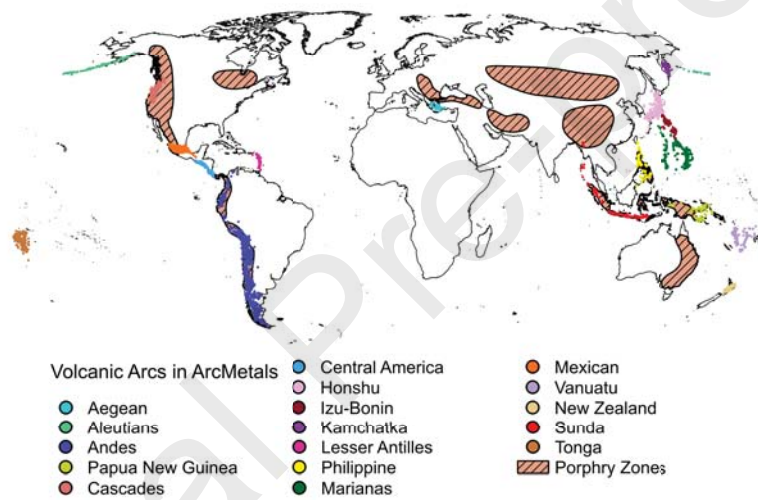 Volcanic Arcs in ArcMetals
Aegean
Aleutians
Andes
Papua New Guinea
Cascades
Central America
Honshu
Izu-Bonin
Kamchatka
Lesser Antilles
Philippine
Marianas
Mexican
Vanuatu
New Zealand
Sunda
Tonga
Porphry Zones